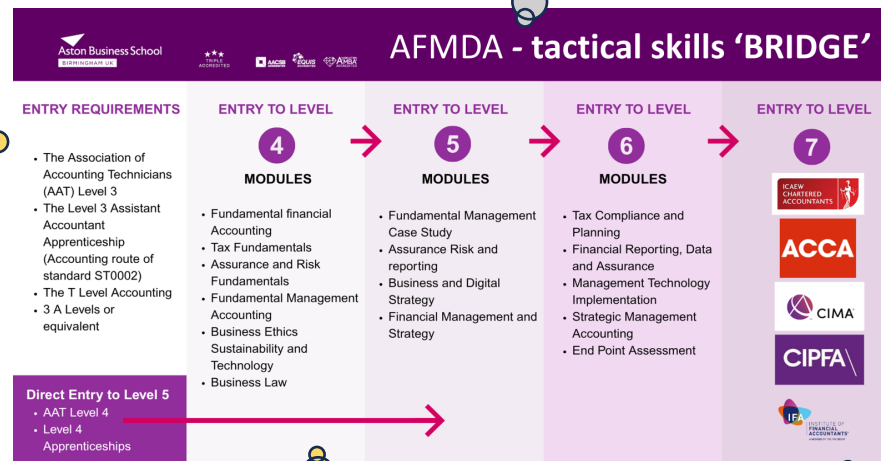 Aston Business School
BIRMINGHAM UK
TRIPLE
ACCREDITED
AACSB
ACCREDITED
EQUIS
ACCREDITED
AMBA
ACCREDITED
AFMDA - tactical skills ‘BRIDGE’
ENTRY REQUIREMENTS
• The Association of
Accounting Technicians
(AAT) Level 3
• The Level 3 Assistant
Accountant
Apprenticeship
(Accounting route of
standard ST0002)
• The T Level Accounting
• 3 A Levels or
equivalent
Direct Entry to Level 5
• AAT Level 4
• Level 4
Apprenticeships
ENTRY TO LEVEL
4
MODULES
• Fundamental financial
Accounting
• Tax Fundamentals
• Assurance and Risk
Fundamentals
• Fundamental Management
Accounting
• Business Ethics
Sustainability and
Technology
• Business Law
ENTRY TO LEVEL
5
MODULES
• Fundamental Management
Case Study
• Assurance Risk and
reporting
• Business and Digital
Strategy
• Financial Management and
Strategy
ENTRY TO LEVEL
6
MODULES
• Tax Compliance and
Planning
• Financial Reporting, Data
and Assurance
• Management Technology
Implementation
• Strategic Management
Accounting
• End Point Assessment
ENTRY TO LEVEL
7
ICAEW
CHARTERED
ACCOUNTANTS
ACCA
CIMA
CIPFA\
IFA
INSTITUTE OF
FINANCIAL
ACCOUNTANTS